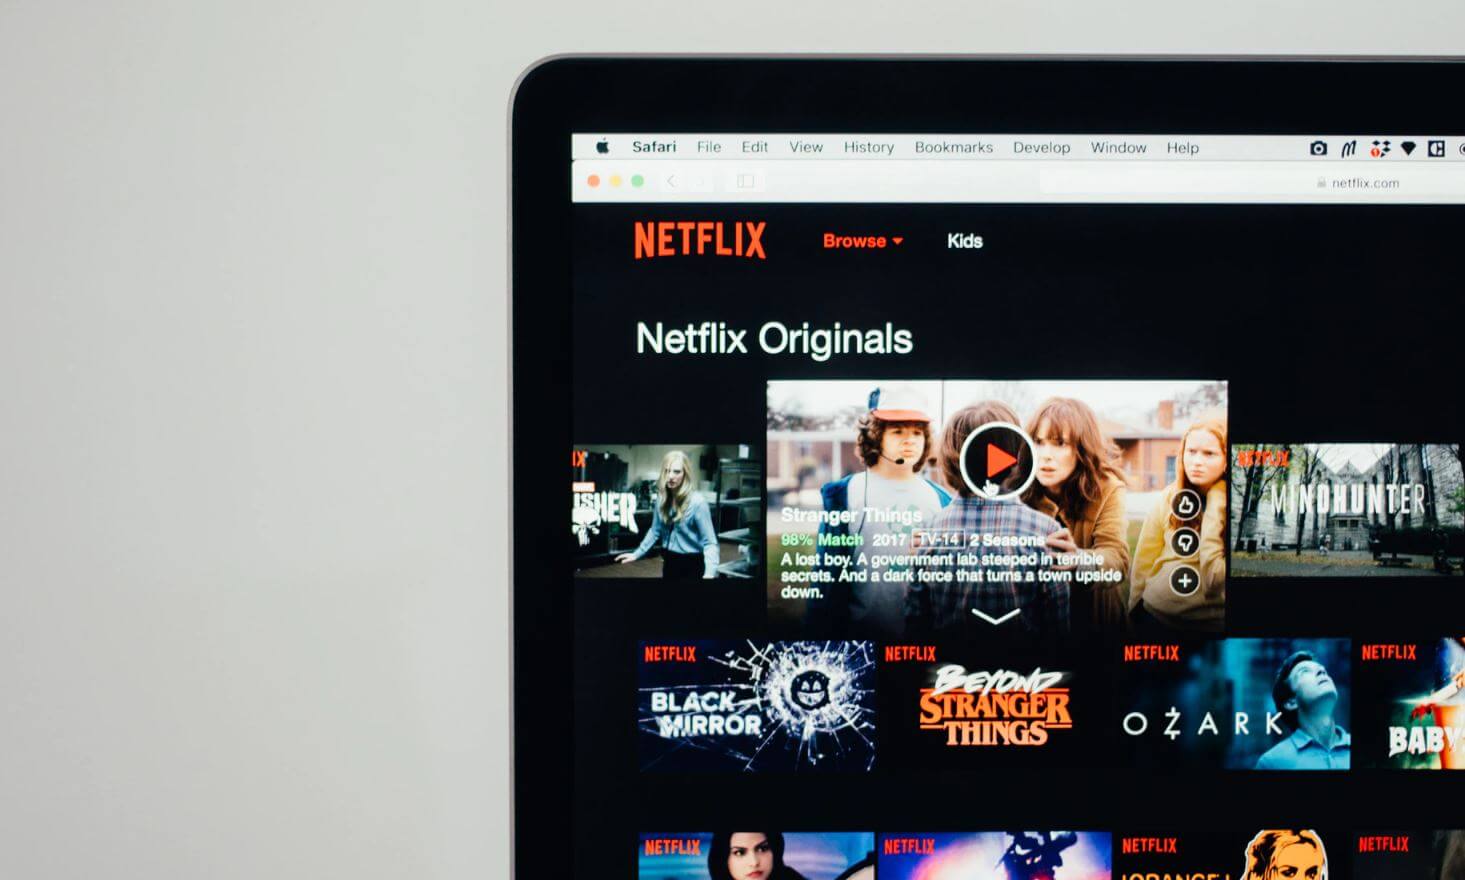 Safari File Edit View History Bookmarks Develop Window Help
netflix.com
NETFLIX Browse Kids
Netflix Originals
Stranger Things
98% Match 2017 TV-14 2 Seasons
A lost boy. A government lab steeped in terrible
secrets. And a dark force that turns a town upside
down.
NETFLIX
MINDHUNTER
NETFLIX
BLACK
MIRROR
NETFLIX
BEYOND
STRANGER
THINGS
NETFLIX
OZARK
NETFLIX
BABY
NETFLIX
NETFLIX
NETFLIX
NETFLIX